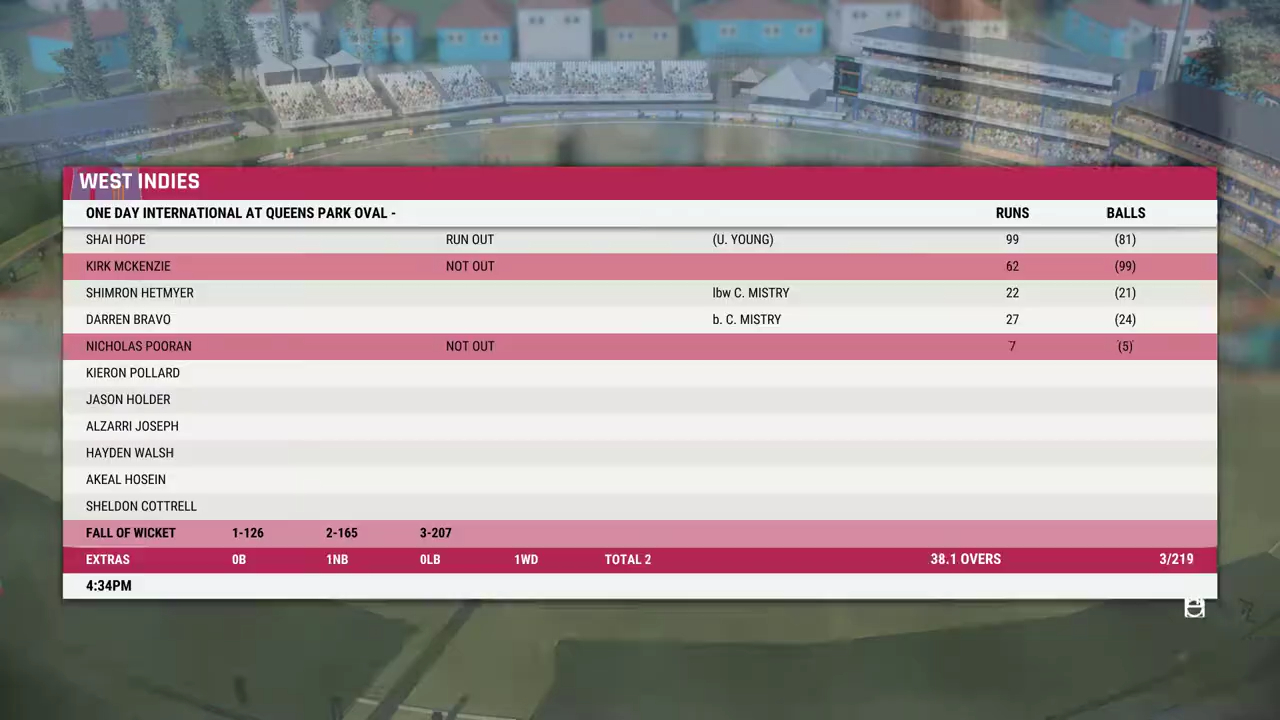 WEST INDIES
ONE DAY INTERNATIONAL AT QUEENS PARK OVAL - RUNS BALLS
SHAI HOPE RUN OUT (U. YOUNG) 99 (81)
KIRK MCKENZIE NOT OUT 62 (99)
SHIMRON HETMYER lbw C. MISTRY 22 (21)
DARREN BRAVO b. C. MISTRY 27 (24)
NICHOLAS POORAN NOT OUT 7 (5)
KIERON POLLARD
JASON HOLDER
ALZARRI JOSEPH
HAYDEN WALSH
AKEAL HOSEIN
SHELDON COTTRELL
FALL OF WICKET 1-126 2-165 3-207
EXTRAS 0B 1NB 0LB 1WD TOTAL 2 38.1 OVERS 3/219
4:34PM